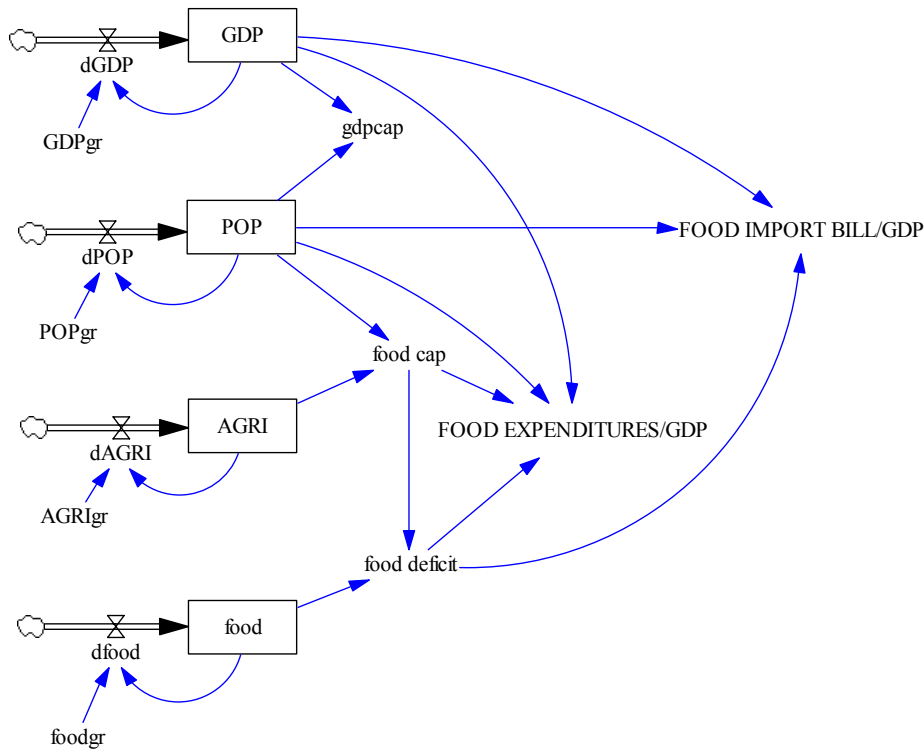 GDP
dGDP
GDPgr
gdpcap
POP
dPOP
POPgr
FOOD IMPORT BILL/GDP
food cap
AGRI
dAGRI
AGRIgr
FOOD EXPENDITURES/GDP
food deficit
food
dfood
foodgr